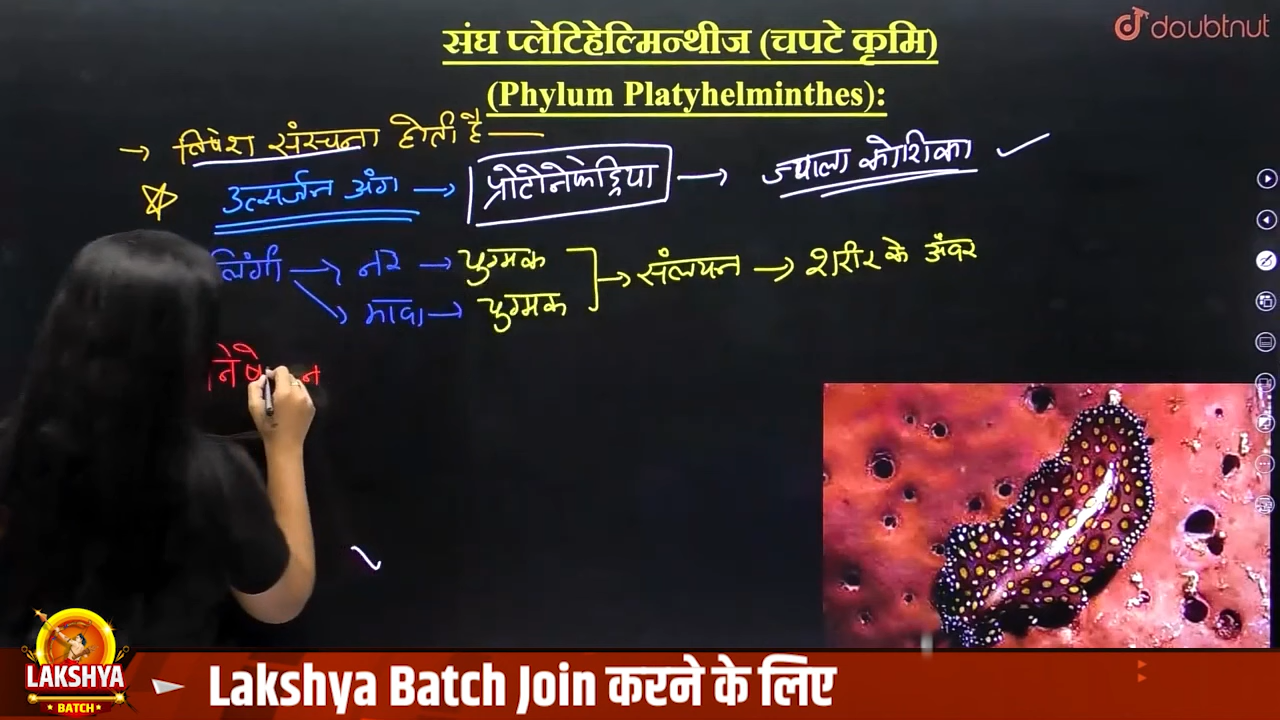 doubtnut
संघ प्लेटिहेल्मिन्थीज (चपटे कृमि)
(Phylum Platyhelminthes):
→ विषेश संरचना होती है
उत्सर्जन अंग → प्रोटोनेफ्रेड्रिया → ज्वाला कोशिका ✓
लिंगी → नर → युग्मक
→ मादा → युग्मक
→ संलयन → शरीर के अंदर
निषे न
LAKSHYA
BATCH
Lakshya Batch Join करने के लिए